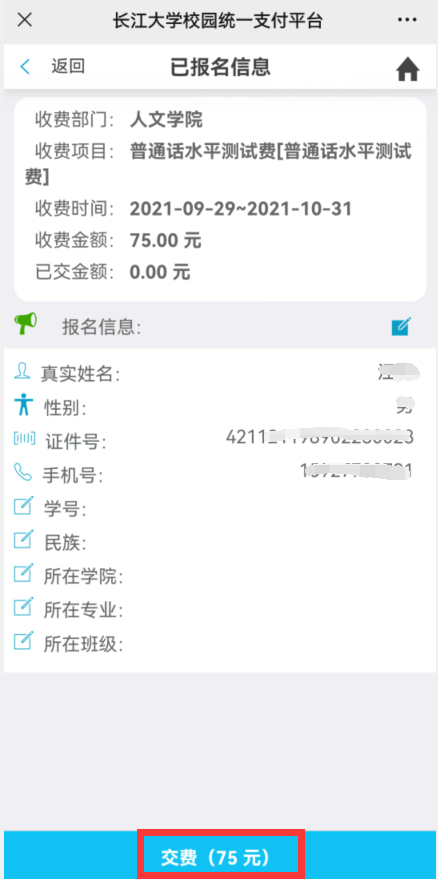 长江大学校园统一支付平台
返回 已报名信息
收费部门: 人文学院
收费项目: 普通话水平测试费[普通话水平测试
费]
收费时间: 2021-09-29~2021-10-31
收费金额: 75.00 元
已交金额: 0.00 元
报名信息:
真实姓名: 江
性别: 男
证件号:
手机号:
学号:
民族:
所在学院:
所在专业:
所在班级:
交费（75 元）